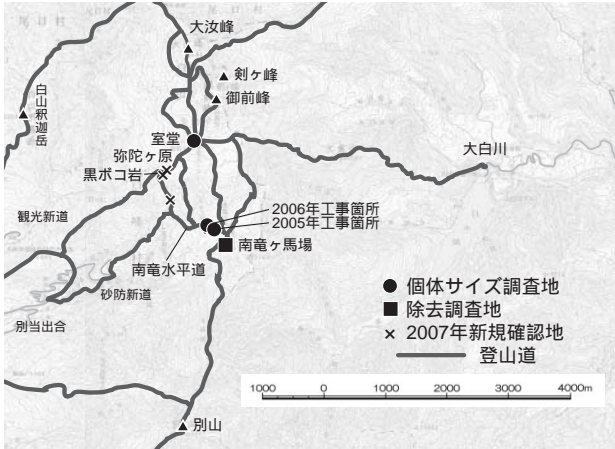 大汝峰
剣ヶ峰
御前峰
白山釈迦岳
室堂
大白川
弥陀ヶ原
黒ボコ岩
2006年工事箇所
2005年工事箇所
観光新道
南竜ヶ馬場
南竜水平道
砂防新道
別当出合
● 個体サイズ調査地
■ 除去調査地
× 2007年新規確認地
登山道
1000 0 1000 2000 3000 4000m
別山